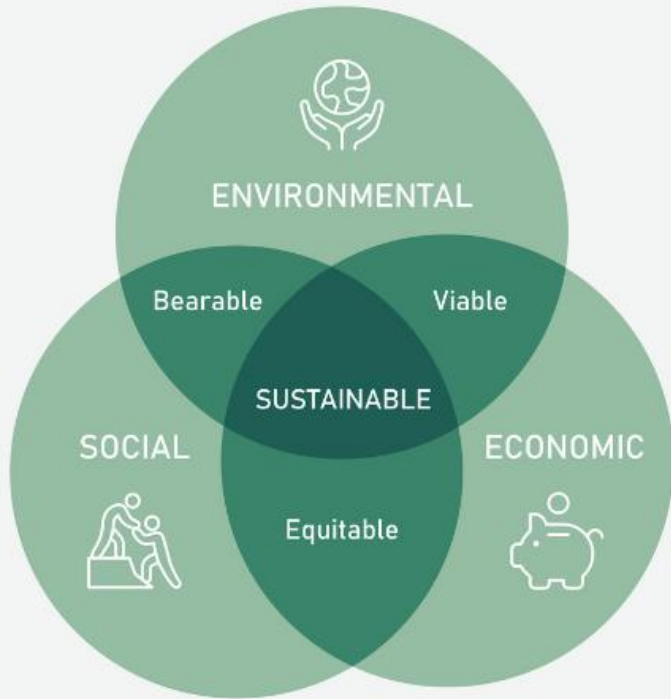 ENVIRONMENTAL
Bearable
Viable
SUSTAINABLE
SOCIAL
ECONOMIC
Equitable